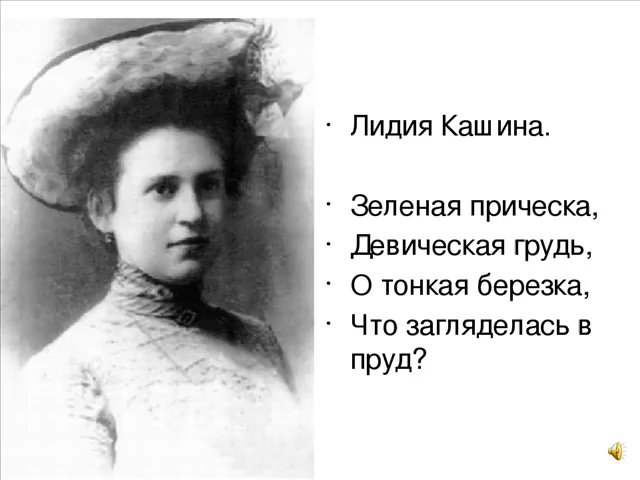 • Лидия Кашина.
• Зеленая прическа,
• Девическая грудь,
• О тонкая березка,
• Что загляделась в
пруд?